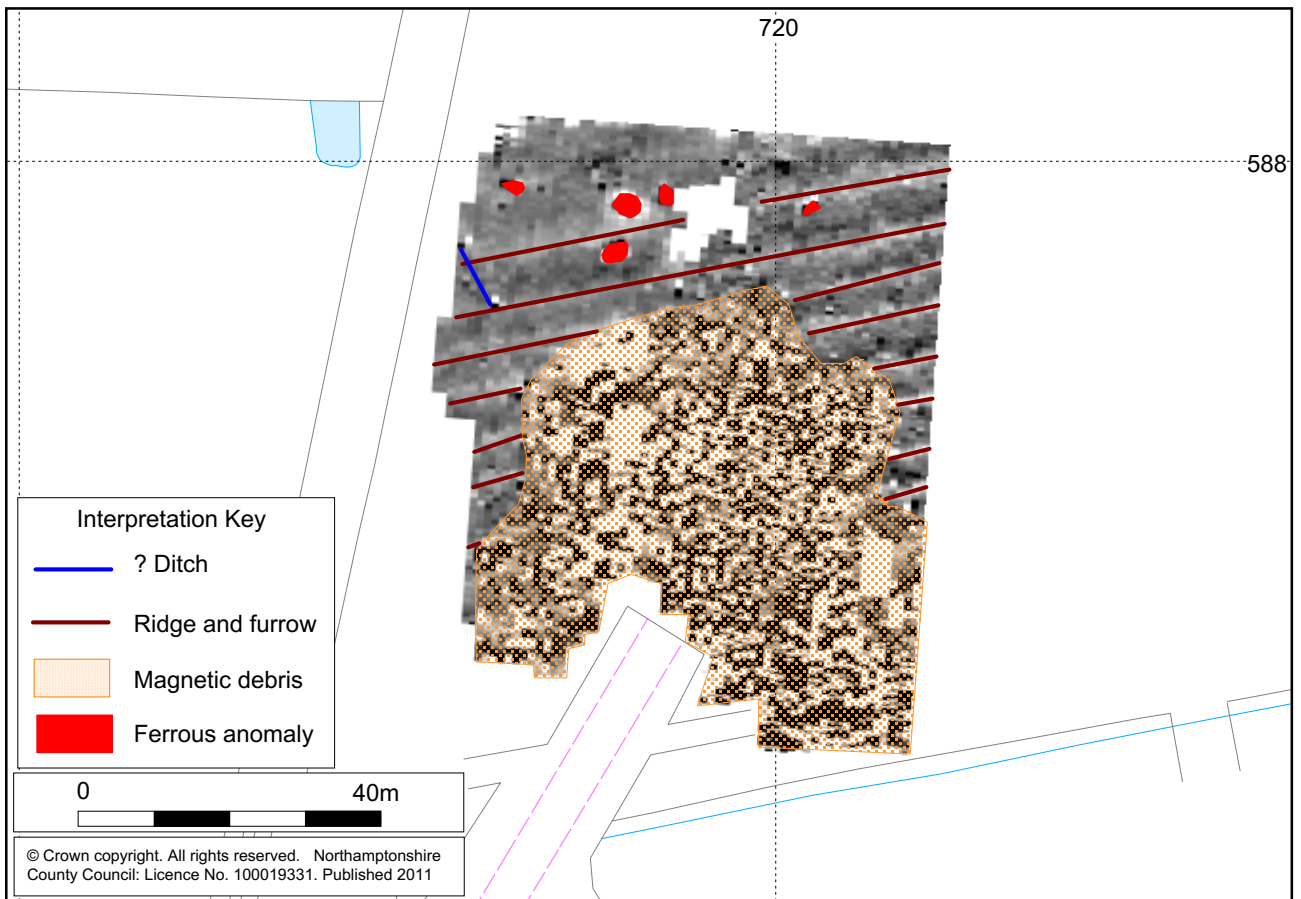 720
588
Interpretation Key
? Ditch
Ridge and furrow
Magnetic debris
Ferrous anomaly
0 40m
© Crown copyright. All rights reserved. Northamptonshire
County Council: Licence No. 100019331. Published 2011